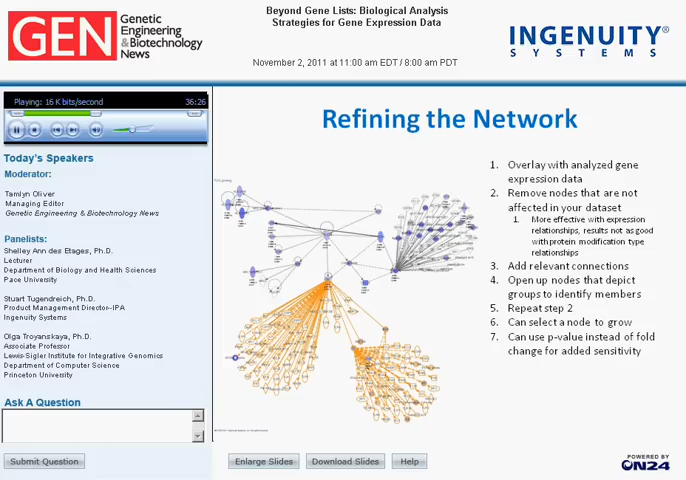 GEN
Genetic
Engineering
& Biotechnology
News
Beyond Gene Lists: Biological Analysis
Strategies for Gene Expression Data
November 2, 2011 at 11:00 am EDT / 8:00 am PDT
INGENUITY®
SYSTEMS
Playing: 16 K bits/second
36:26
Today's Speakers
Moderator:
Tamlyn Oliver
Managing Editor
Genetic Engineering & Biotechnology News
Panelists:
Shelley Ann des Etages, Ph.D.
Lecturer
Department of Biology and Health Sciences
Pace University
Stuart Tugendreich, Ph.D.
Product Management Director-IPA
Ingenuity Systems
Olga Troyanskaya, Ph.D.
Associate Professor
Lewis-Sigler Institute for Integrative Genomics
Department of Computer Science
Princeton University
Ask A Question
Submit Question
Refining the Network
1. Overlay with analyzed gene
expression data
2. Remove nodes that are not
affected in your dataset
1. More effective with expression
relationships, results not as good
with protein modification type
relationships
3. Add relevant connections
4. Open up nodes that depict
groups to identify members
5. Repeat step 2
6. Can select a node to grow
7. Can use p-value instead of fold
change for added sensitivity
Enlarge Slides
Download Slides
Help
POWERED BY
ON24